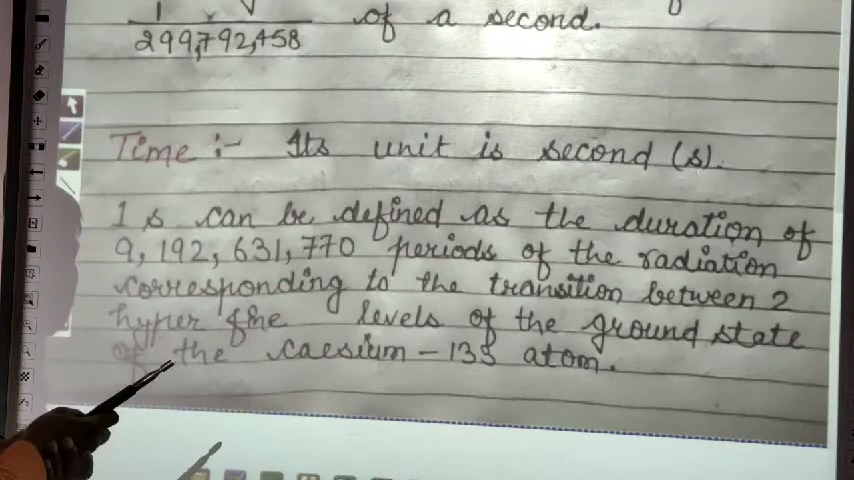 1
299,792,458 of a second.
Time :- Its unit is second (s).
1 s can be defined as the duration of
9, 192, 631, 770 periods of the radiation
corresponding to the transition between 2
hyper fine levels of the ground state
of the caesium - 133 atom.